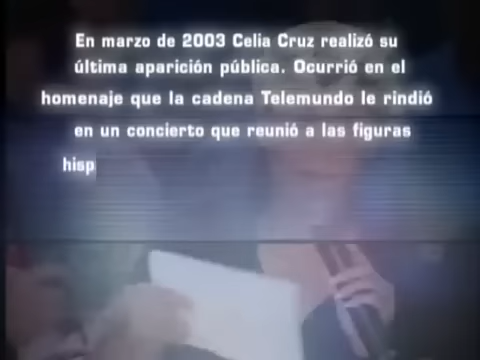 En marzo de 2003 Celia Cruz realizó su
última aparición pública. Ocurrió en el
homenaje que la cadena Telemundo le rindió
en un concierto que reunió a las figuras
hisp